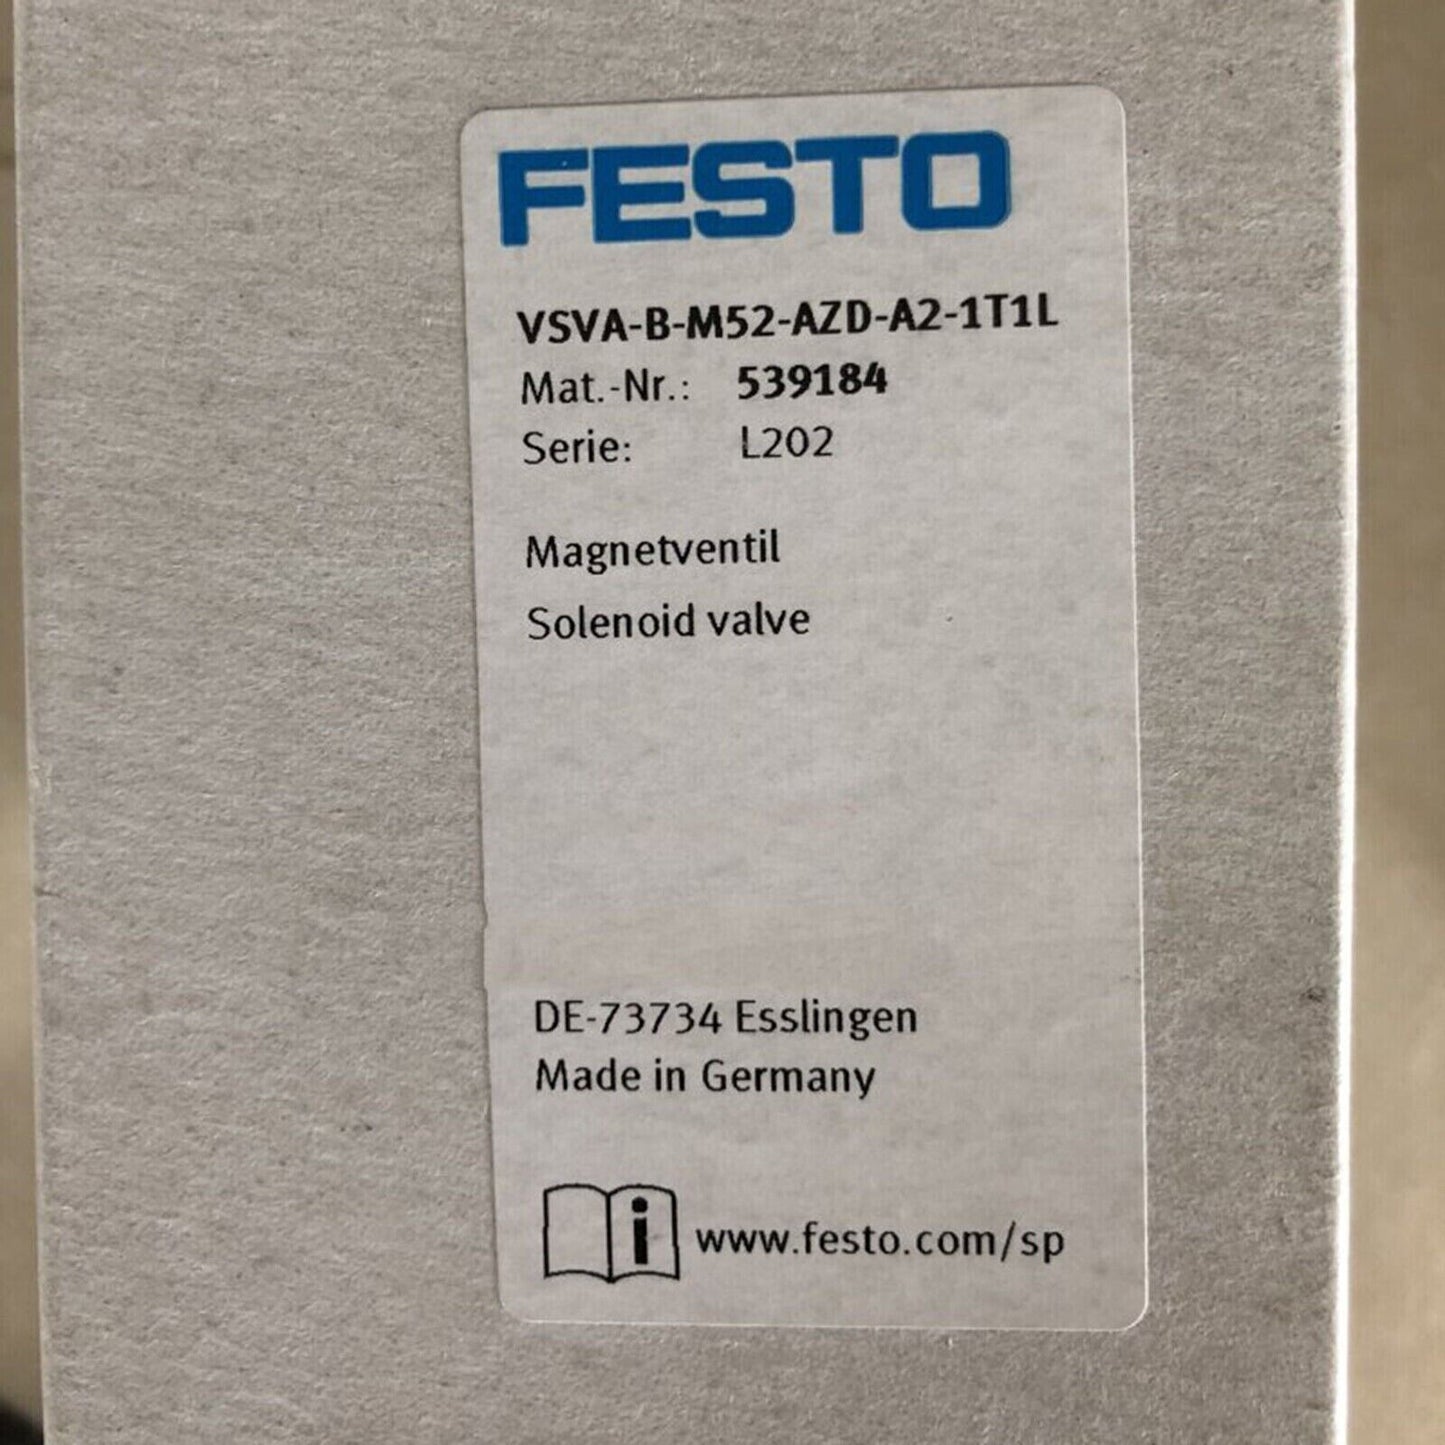 FESTO
VSVA-B-M52-AZD-A2-1T1L
Mat.-Nr.: 539184
Serie: L202
Magnetventil
Solenoid valve
DE-73734 Esslingen
Made in Germany
i www.festo.com/sp